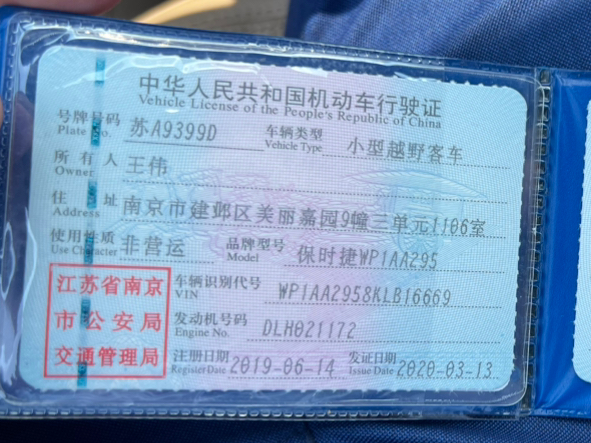 中华人民共和国机动车行驶证
Vehicle License of the People's Republic of China
号牌号码 苏A9399D 车辆类型 小型越野客车
Plate No. Vehicle Type
所有人 王伟
Owner
住址 南京市建邺区美丽嘉园9幢三单元1106室
Address
使用性质 非营运 品牌型号 保时捷WP1AA295
Use Character Model
江苏省南京
市公安局
交通管理局
车辆识别代号 WP1AA2958KLB16669
VIN
发动机号码 DLH021172
Engine No.
注册日期 2019-06-14 发证日期 2020-03-13
Register Date Issue Date